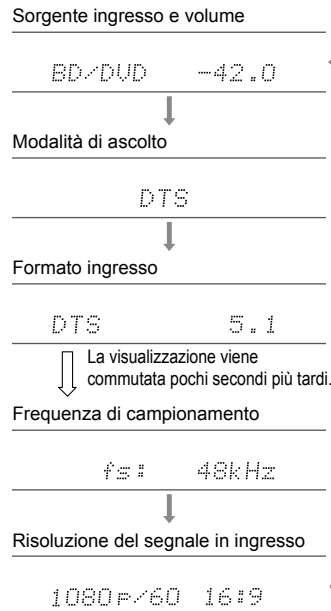 Sorgente ingresso e volume
BD/DVD -42.0
Modalità di ascolto
DTS
Formato ingresso
DTS 5.1
La visualizzazione viene
commutata pochi secondi più tardi.
Frequenza di campionamento
fs: 48kHz
Risoluzione del segnale in ingresso
1080p/60 16:9